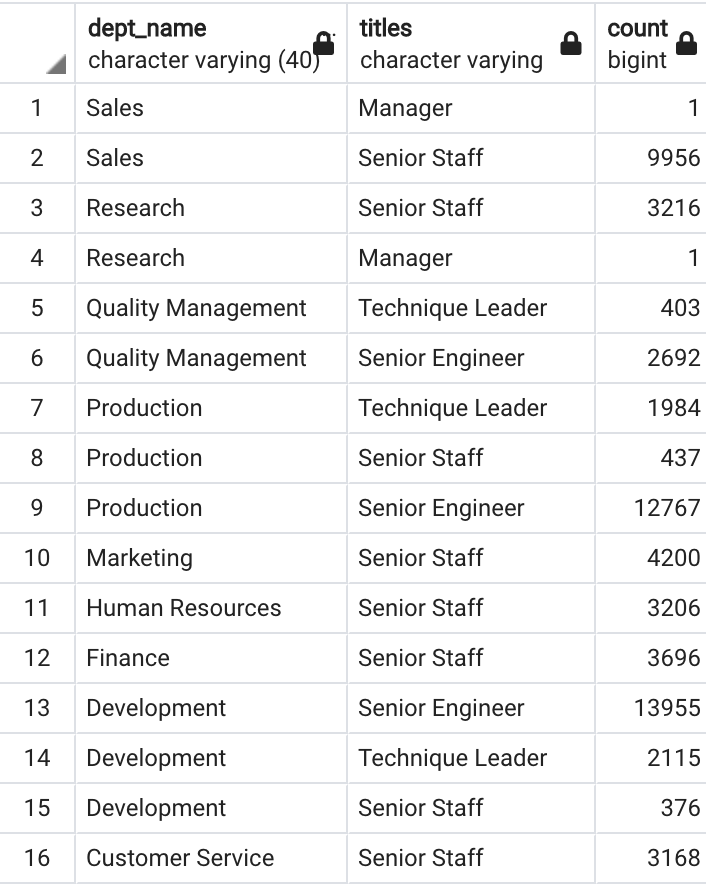 dept_name titles count
character varying (40) character varying bigint
1 Sales Manager 1
2 Sales Senior Staff 9956
3 Research Senior Staff 3216
4 Research Manager 1
5 Quality Management Technique Leader 403
6 Quality Management Senior Engineer 2692
7 Production Technique Leader 1984
8 Production Senior Staff 437
9 Production Senior Engineer 12767
10 Marketing Senior Staff 4200
11 Human Resources Senior Staff 3206
12 Finance Senior Staff 3696
13 Development Senior Engineer 13955
14 Development Technique Leader 2115
15 Development Senior Staff 376
16 Customer Service Senior Staff 3168